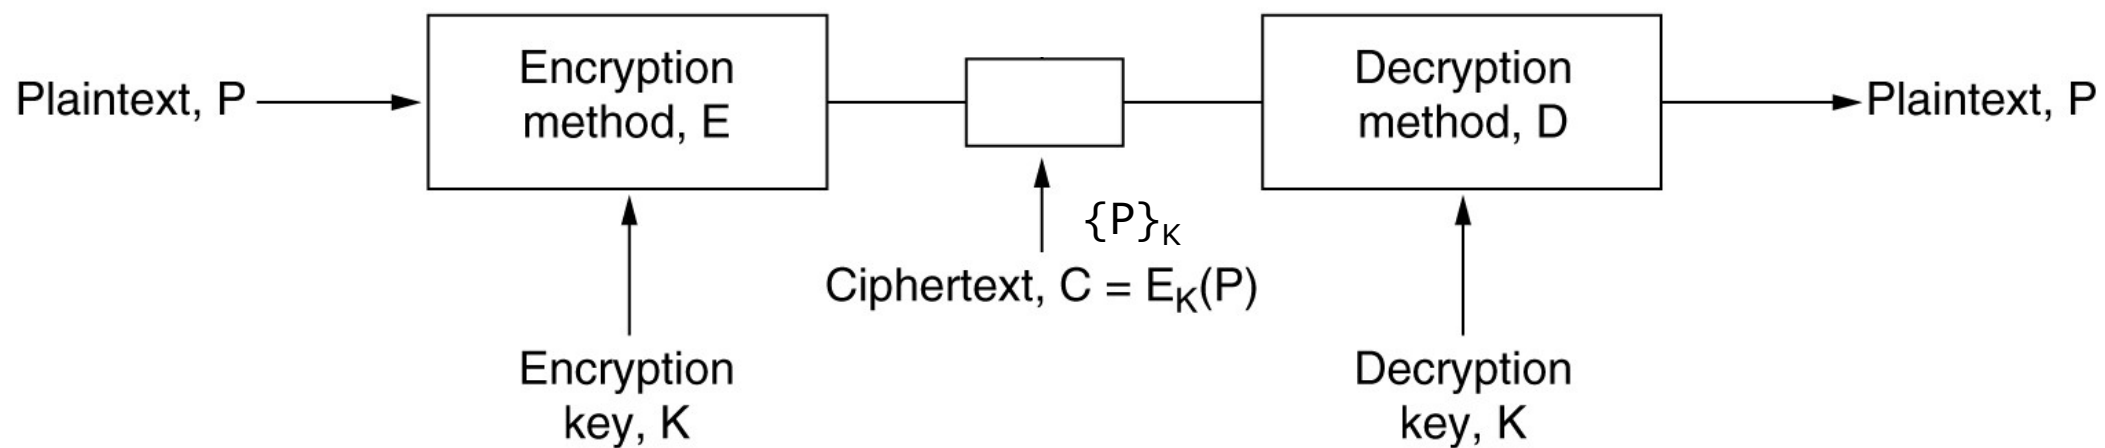 Plaintext, P
Encryption
method, E
Decryption
method, D
Plaintext, P
{P}K
Ciphertext, C = EK(P)
Encryption
key, K
Decryption
key, K